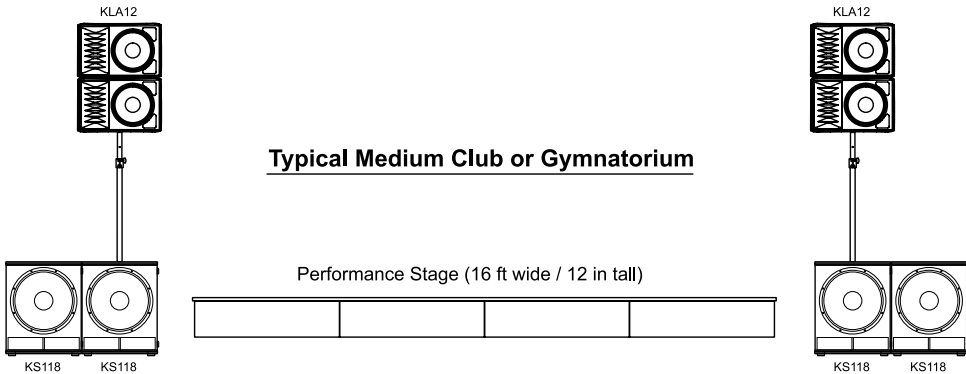 KLA12
KLA12
Typical Medium Club or Gymnatorium
Performance Stage (16 ft wide / 12 in tall)
KS118
KS118
KS118
KS118